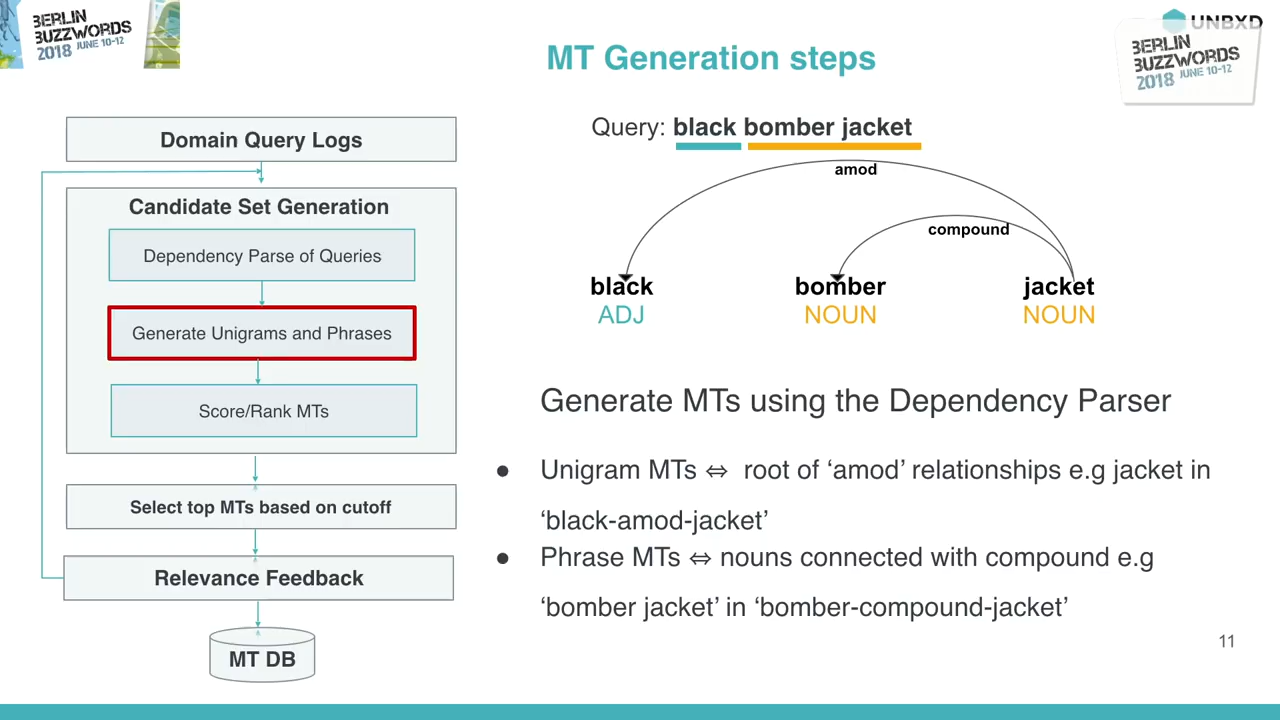 BERLIN
BUZZWORDS
2018 JUNE 10-12
UNBXD
BERLIN
BUZZWORDS
2018 JUNE 10-12
MT Generation steps
Domain Query Logs
Candidate Set Generation
Dependency Parse of Queries
Generate Unigrams and Phrases
Score/Rank MTs
Select top MTs based on cutoff
Relevance Feedback
MT DB
Query: black bomber jacket
amod
compound
black bomber jacket
ADJ NOUN NOUN
Generate MTs using the Dependency Parser
● Unigram MTs ⇔ root of ‘amod’ relationships e.g jacket in
‘black-amod-jacket’
● Phrase MTs ⇔ nouns connected with compound e.g
‘bomber jacket’ in ‘bomber-compound-jacket’
11